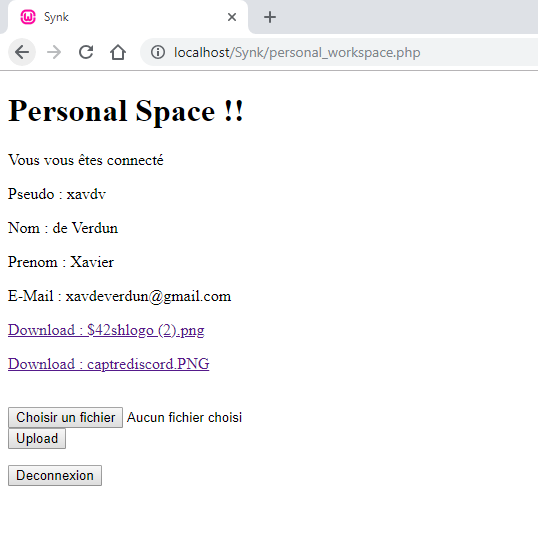 Synk
localhost/Synk/personal_workspace.php
Personal Space !!
Vous vous êtes connecté
Pseudo : xavdv
Nom : de Verdun
Prenom : Xavier
E-Mail : xavdeverdun@gmail.com
Download : $42shlogo (2).png
Download : captrediscord.PNG
Choisir un fichier Aucun fichier choisi
Upload
Deconnexion